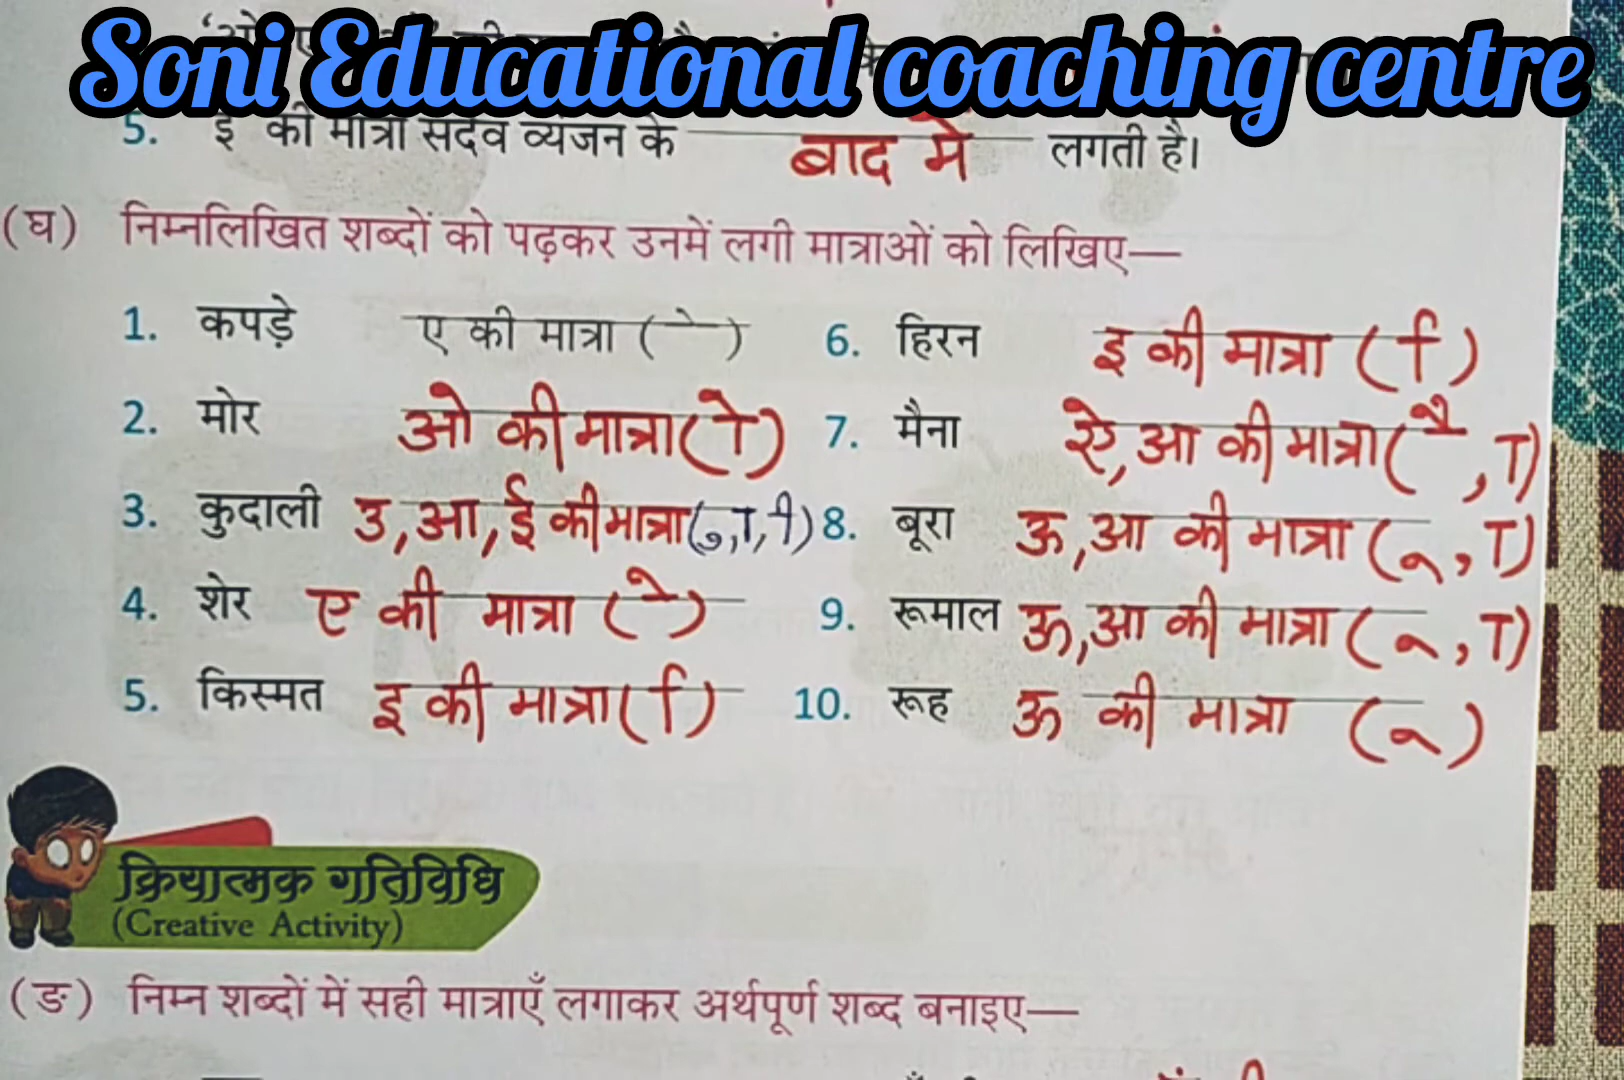 Soni Educational coaching centre
5. ई की मात्रा सदैव व्यंजन के बाद में लगती है।
(घ) निम्नलिखित शब्दों को पढ़कर उनमें लगी मात्राओं को लिखिए—
1. कपड़े ए की मात्रा ( े )
6. हिरन इ की मात्रा ( ि )
2. मोर ओ की मात्रा ( ो )
7. मैना ऐ, आ की मात्रा ( ै , ा )
3. कुदाली उ, आ, ई की मात्रा ( ु, ा, ी )
8. बूरा ऊ, आ की मात्रा ( ू , ा )
4. शेर ए की मात्रा ( े )
9. रूमाल ऊ, आ की मात्रा ( ू , ा )
5. किस्मत इ की मात्रा ( ि )
10. रूह ऊ की मात्रा ( ू )
क्रियात्मक गतिविधि
(Creative Activity)
(ङ) निम्न शब्दों में सही मात्राएँ लगाकर अर्थपूर्ण शब्द बनाइए—